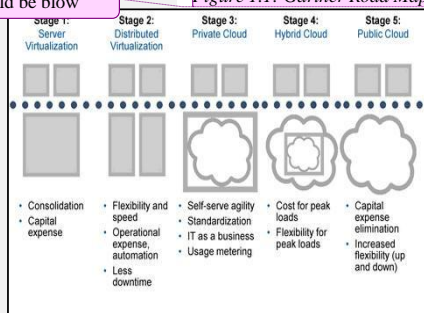 ld be blow
Figure 1.1: Gartner Road Map
Stage 1:
Server
Virtualization
Stage 2:
Distributed
Virtualization
Stage 3:
Private Cloud
Stage 4:
Hybrid Cloud
Stage 5:
Public Cloud
• Consolidation
• Capital
expense
• Flexibility and
speed
• Operational
expense,
automation
• Less
downtime
• Self-serve agility
• Standardization
• IT as a business
• Usage metering
• Cost for peak
loads
• Flexibility for
peak loads
• Capital
expense
elimination
• Increased
flexibility (up
and down)